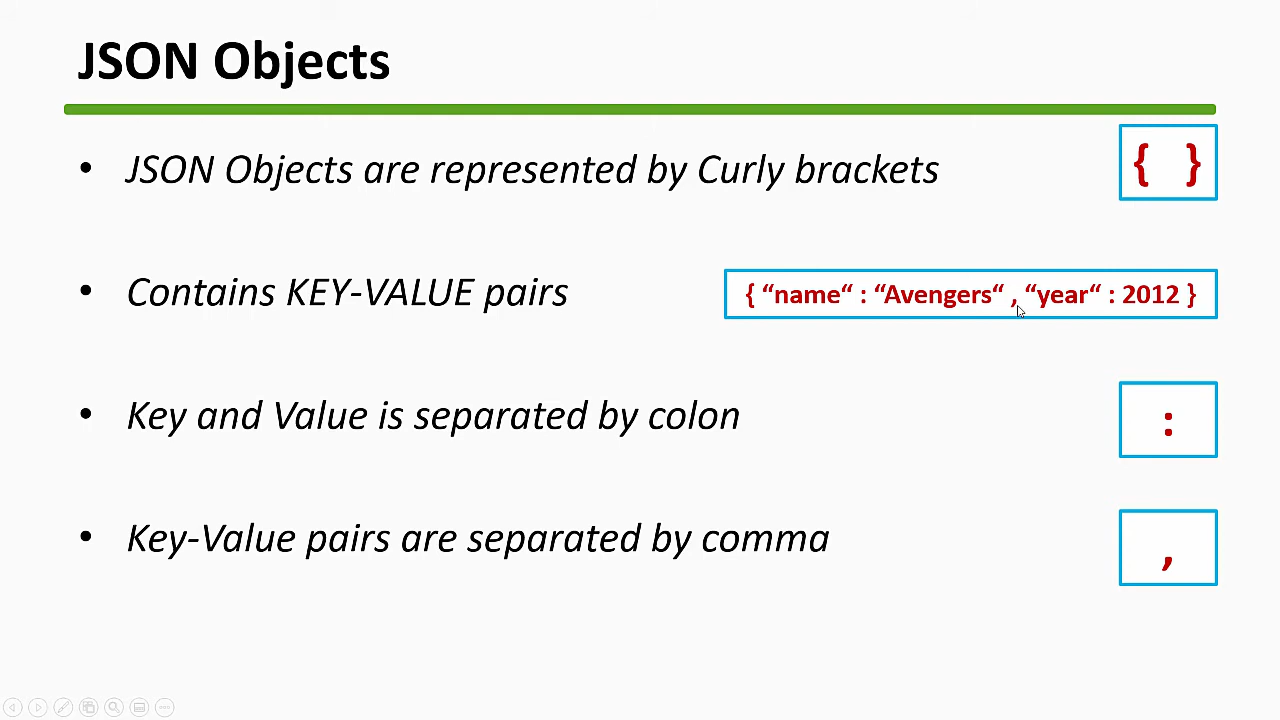 JSON Objects
• JSON Objects are represented by Curly brackets
{ }
• Contains KEY-VALUE pairs
{ “name“ : “Avengers“ , “year“ : 2012 }
• Key and Value is separated by colon
:
• Key-Value pairs are separated by comma
,